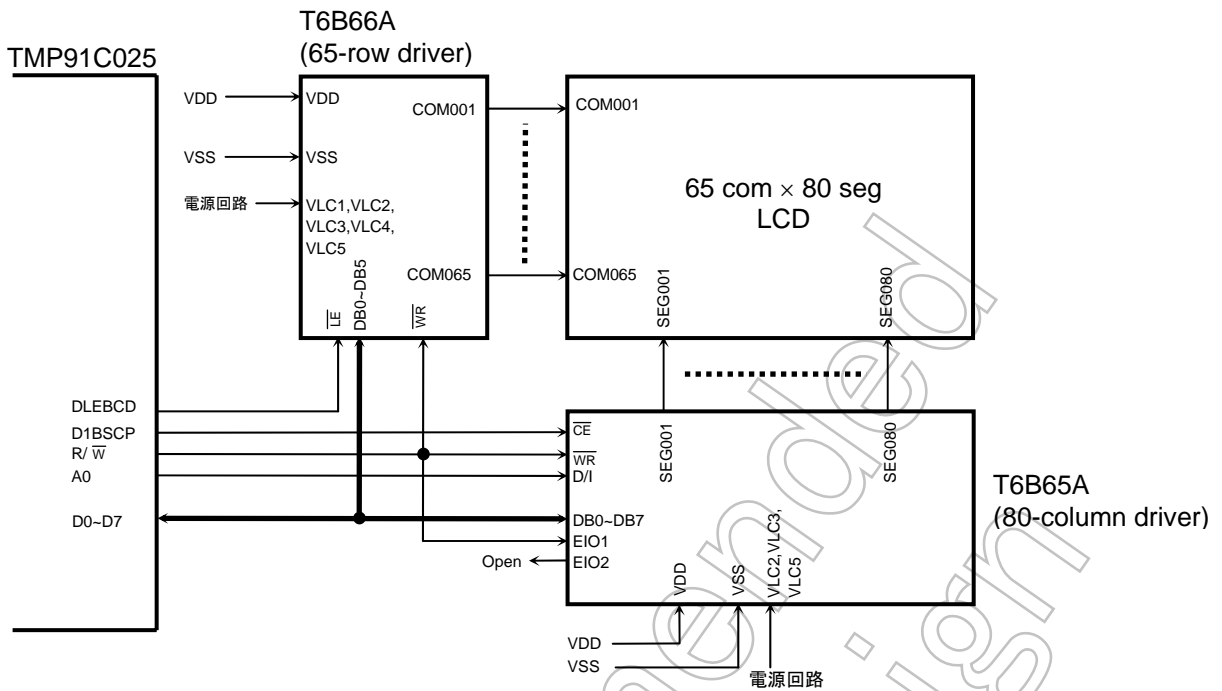 T6B66A
(65-row driver)
TMP91C025
VDD
VDD
COM001
COM001
VSS
VSS
電源回路
VLC1,VLC2,
VLC3,VLC4,
VLC5
65 com × 80 seg
LCD
COM065
COM065
LE
DB0~DB5
WR
SEG001
SEG080
DLEBCD
D1BSCP
R/ W
A0
D0~D7
CE
WR
D/I
DB0~DB7
EIO1
EIO2
Open
SEG001
SEG080
T6B65A
(80-column driver)
VDD
VSS
VLC2,VLC3,
VLC5
VDD
VSS
電源回路